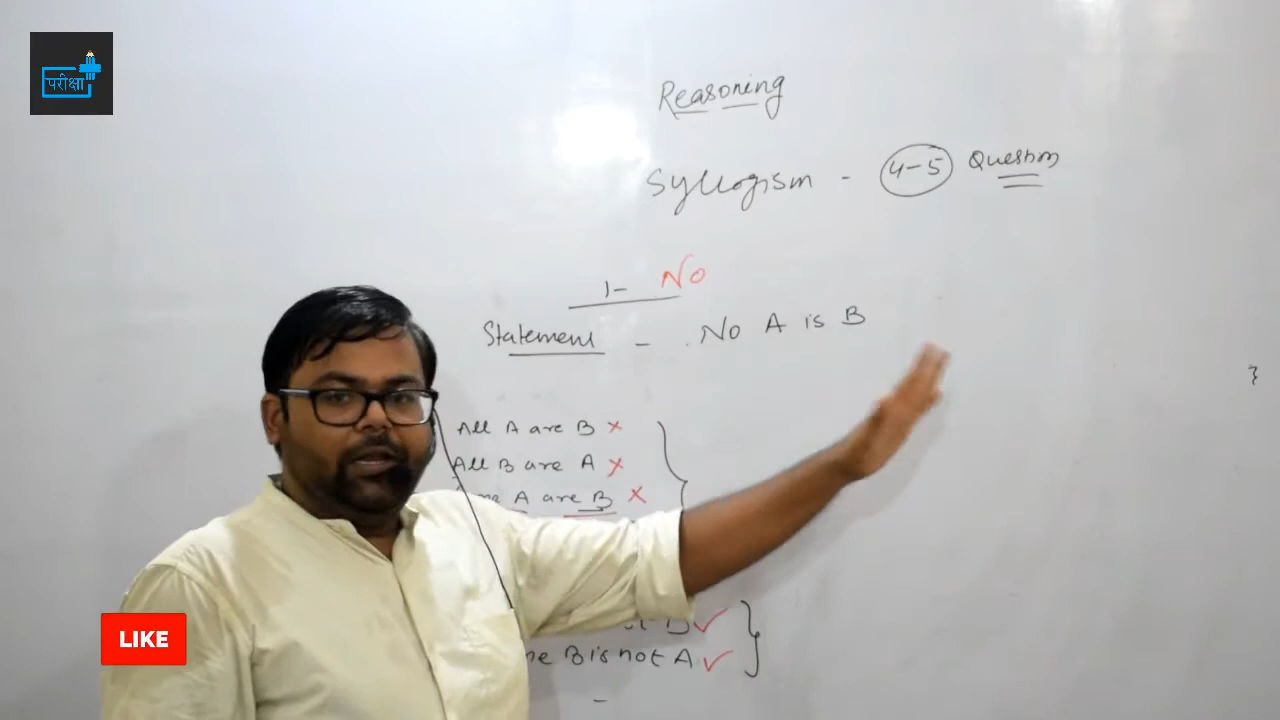 परीक्षा
Reasoning
Syllogism - 4-5 Question
1- No
Statement - No A is B
All A are B ×
All B are A ×
A are B ×
B ✓
B is not A ✓
LIKE